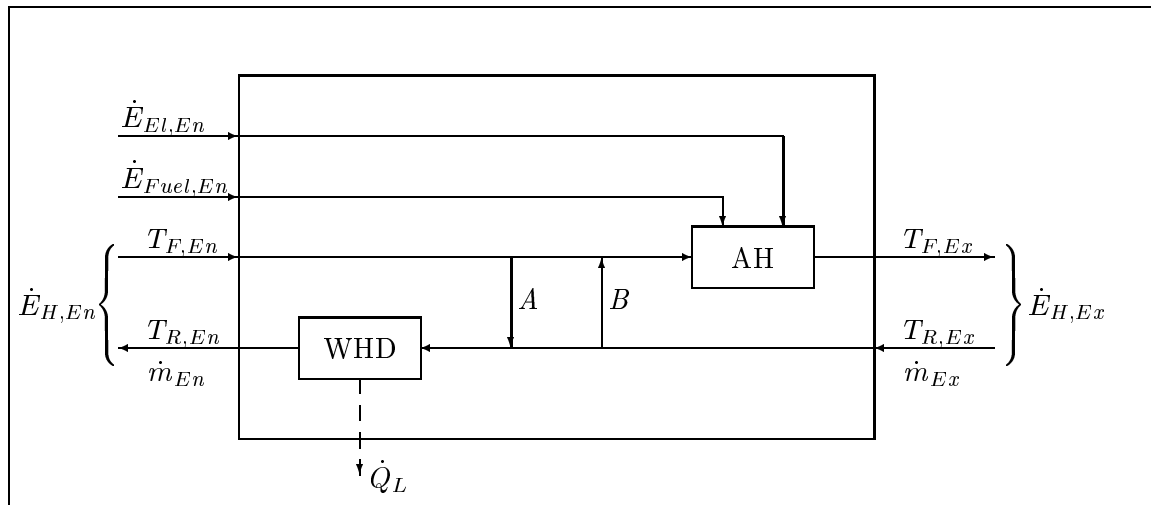 Ė_{El,En}
Ė_{Fuel,En}
T_{F,En}
T_{F,Ex}
AH
Ė_{H,En}
A
B
Ė_{H,Ex}
T_{R,En}
WHD
T_{R,Ex}
ṁ_{En}
ṁ_{Ex}
Q̇_L